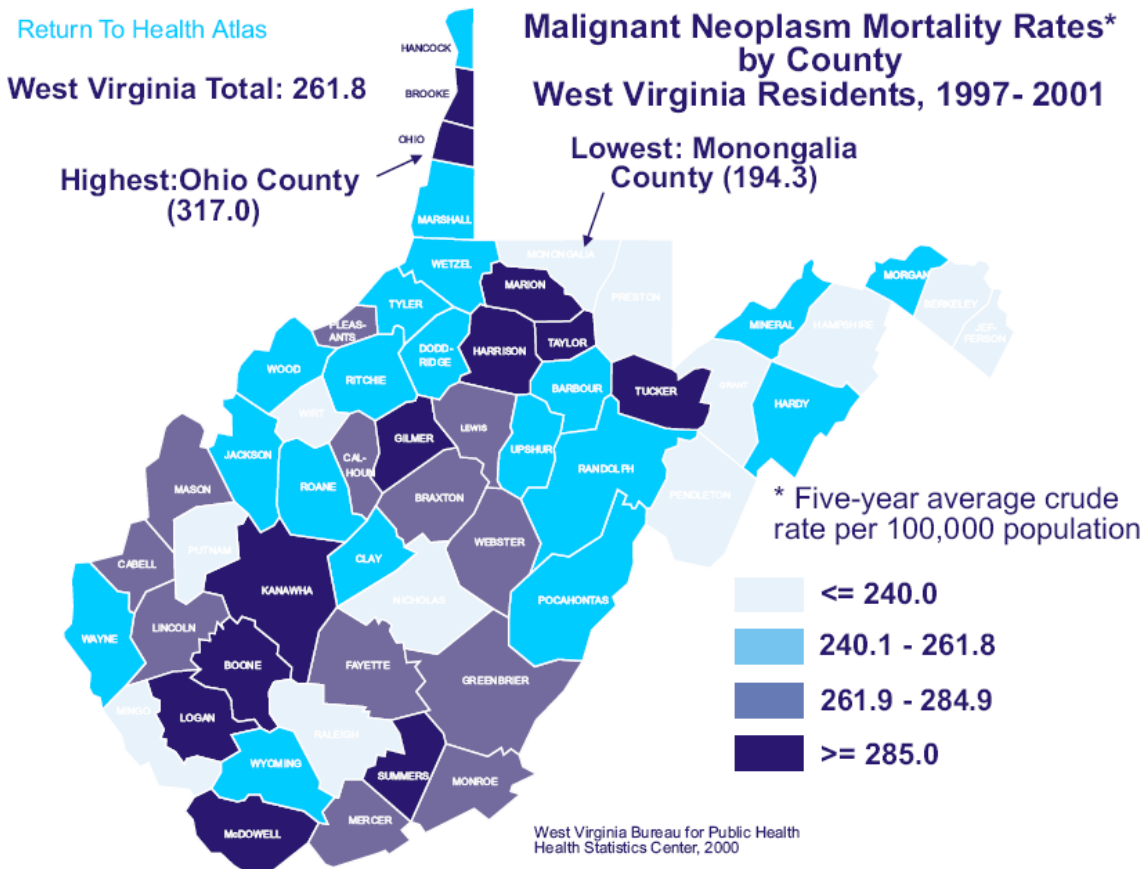 Return To Health Atlas
Malignant Neoplasm Mortality Rates*
by County
West Virginia Residents, 1997- 2001
West Virginia Total: 261.8
Highest:Ohio County
(317.0)
Lowest: Monongalia
County (194.3)
HANCOCK
BROOKE
OHIO
MARSHALL
WETZEL
MONONGALIA
MARION
PRESTON
MORGAN
BERKELEY
JEF-
FERSON
TYLER
PLEAS-
ANTS
MINERAL
HAMPSHIRE
DODD-
RIDGE
HARRISON
TAYLOR
WOOD
RITCHIE
BARBOUR
TUCKER
GRANT
HARDY
WIRT
GILMER
LEWIS
UPSHUR
JACKSON
CAL-
HOUN
RANDOLPH
ROANE
MASON
BRAXTON
PENDLETON
PUTNAM
WEBSTER
CABELL
CLAY
KANAWHA
NICHOLAS
POCAHONTAS
LINCOLN
WAYNE
BOONE
FAYETTE
GREENBRIER
MINGO
LOGAN
RALEIGH
WYOMING
SUMMERS
MONROE
MERCER
McDOWELL
* Five-year average crude
rate per 100,000 population
<= 240.0
240.1 - 261.8
261.9 - 284.9
>= 285.0
West Virginia Bureau for Public Health
Health Statistics Center, 2000